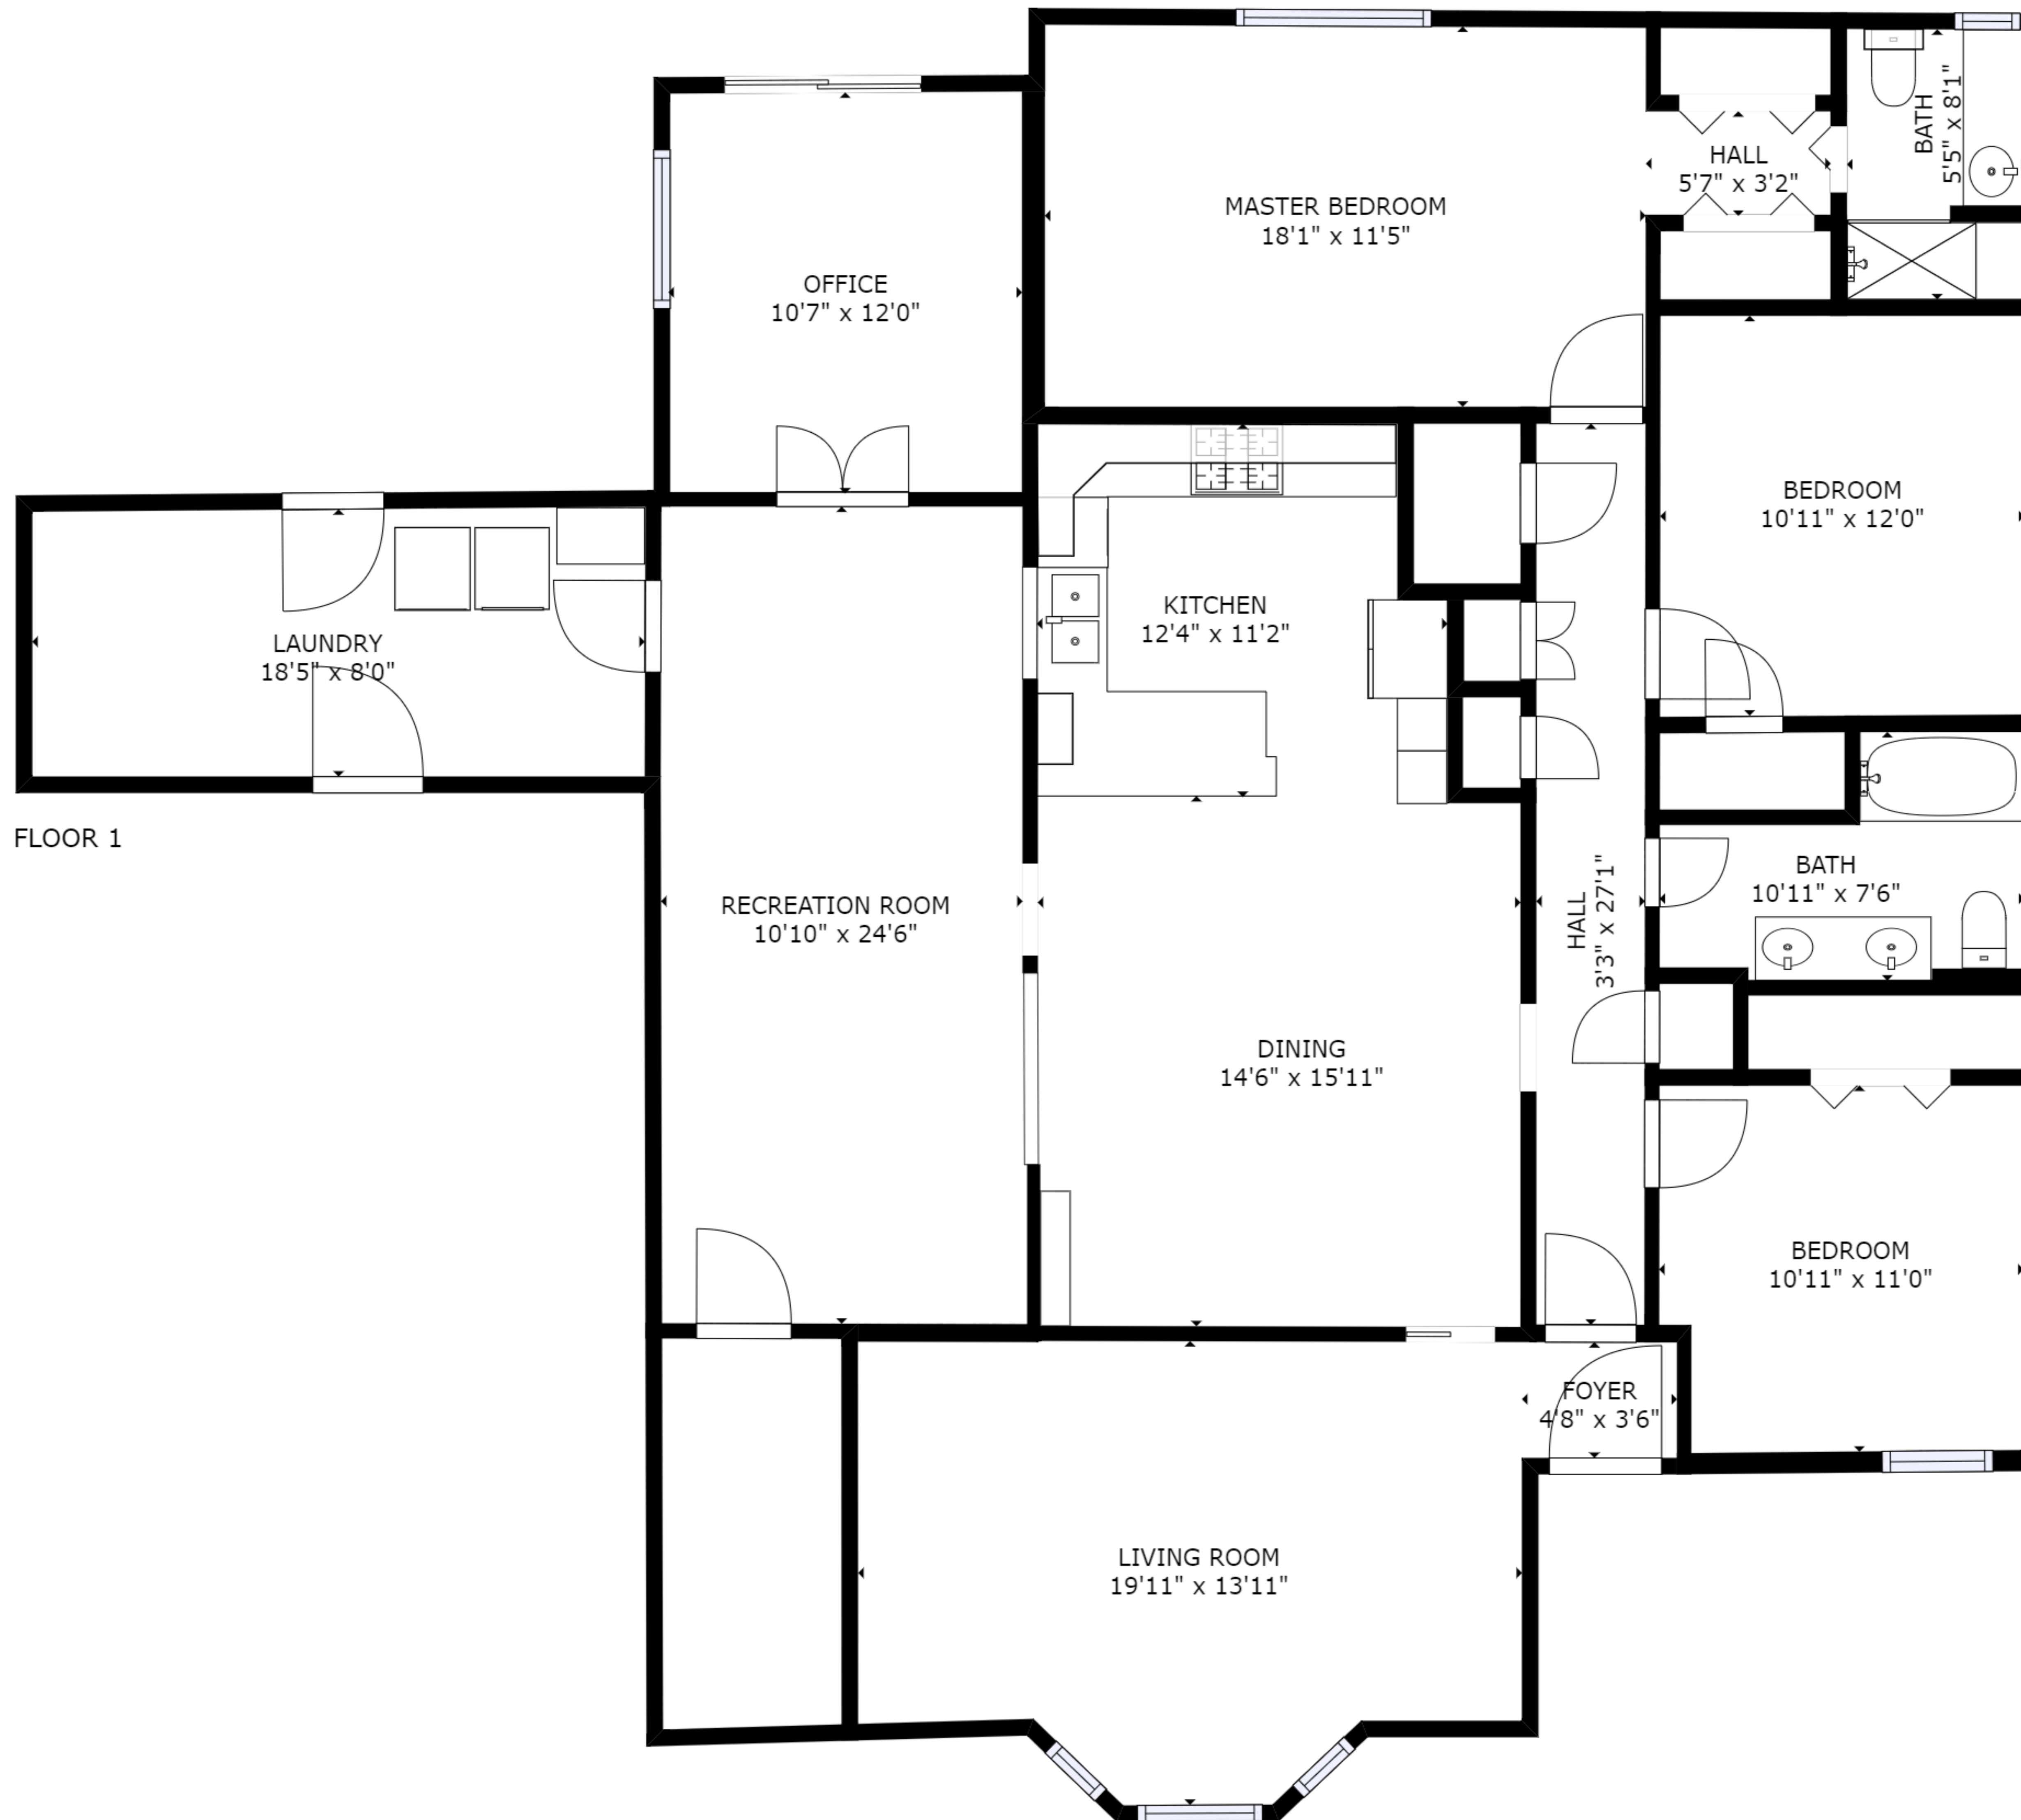 MASTER BEDROOM
18'1" x 11'5"
HALL
5'7" x 3'2"
BATH
5'5" x 8'1"
OFFICE
10'7" x 12'0"
BEDROOM
10'11" x 12'0"
KITCHEN
12'4" x 11'2"
LAUNDRY
18'5" x 8'0"
FLOOR 1
RECREATION ROOM
10'10" x 24'6"
HALL
3'3" x 27'1"
BATH
10'11" x 7'6"
DINING
14'6" x 15'11"
BEDROOM
10'11" x 11'0"
FOYER
4'8" x 3'6"
LIVING ROOM
19'11" x 13'11"